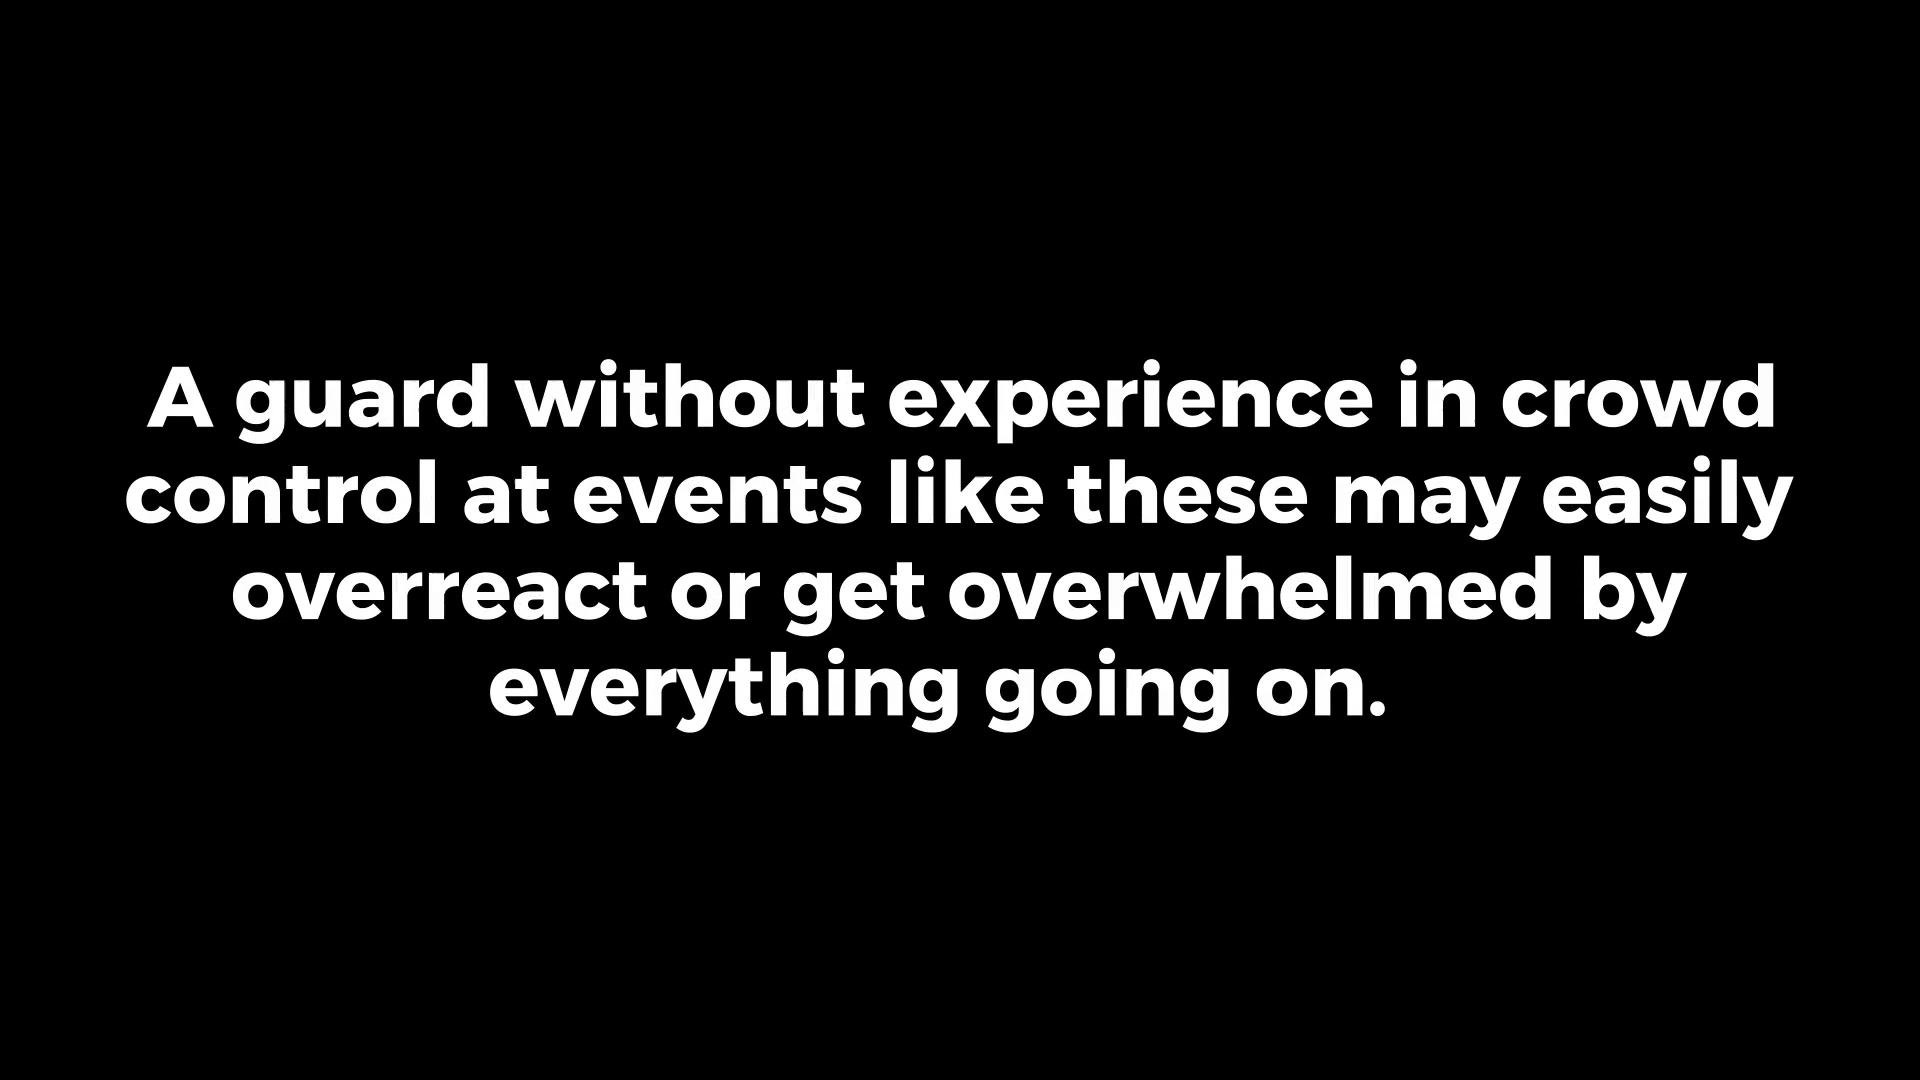 A guard without experience in crowd
control at events like these may easily
overreact or get overwhelmed by
everything going on.